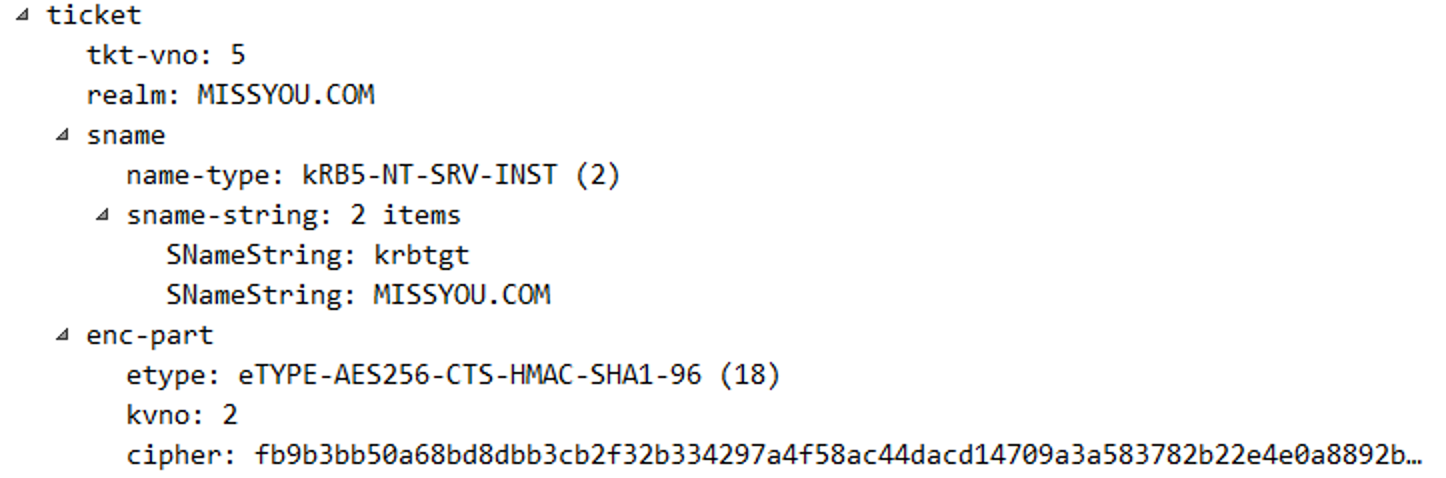 ticket
tkt-vno: 5
realm: MISSYOU.COM
sname
name-type: kRB5-NT-SRV-INST (2)
sname-string: 2 items
SNameString: krbtgt
SNameString: MISSYOU.COM
enc-part
etype: eTYPE-AES256-CTS-HMAC-SHA1-96 (18)
kvno: 2
cipher: fb9b3bb50a68bd8dbb3cb2f32b334297a4f58ac44dacd14709a3a583782b22e4e0a8892b…